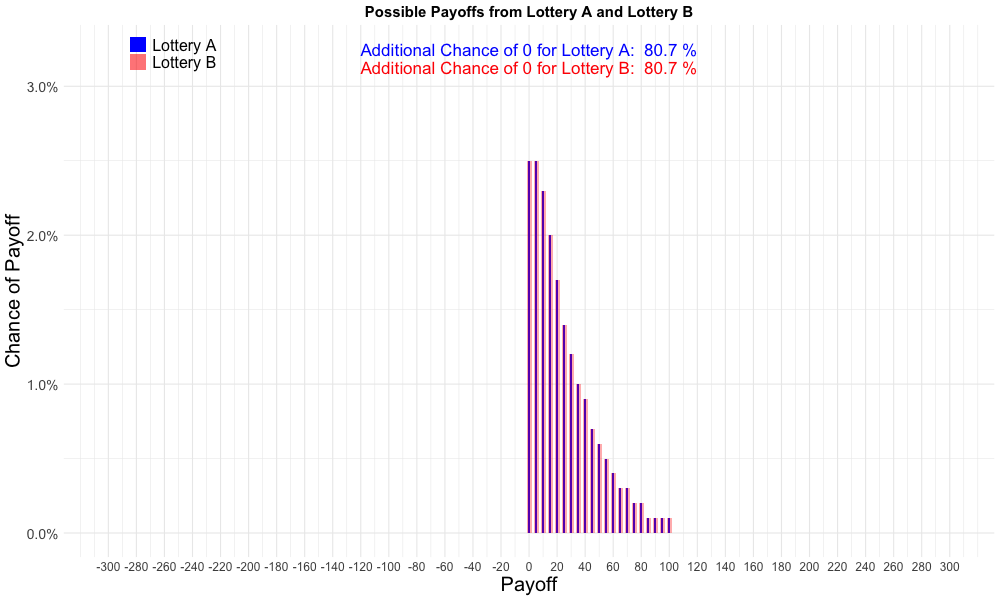 Possible Payoffs from Lottery A and Lottery B
Lottery A
Lottery B
Additional Chance of 0 for Lottery A:  80.7 %
Additional Chance of 0 for Lottery B:  80.7 %
Chance of Payoff
3.0%
2.0%
1.0%
0.0%
-300 -280 -260 -240 -220 -200 -180 -160 -140 -120 -100 -80 -60 -40 -20 0 20 40 60 80 100 120 140 160 180 200 220 240 260 280 300
Payoff